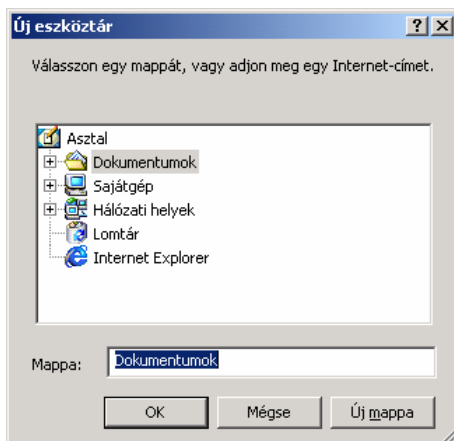 Új eszköztár
Válasszon egy mappát, vagy adjon meg egy Internet-címet.
Asztal
Dokumentumok
Sajátgép
Hálózati helyek
Lomtár
Internet Explorer
Mappa: Dokumentumok
OK Mégse Új mappa